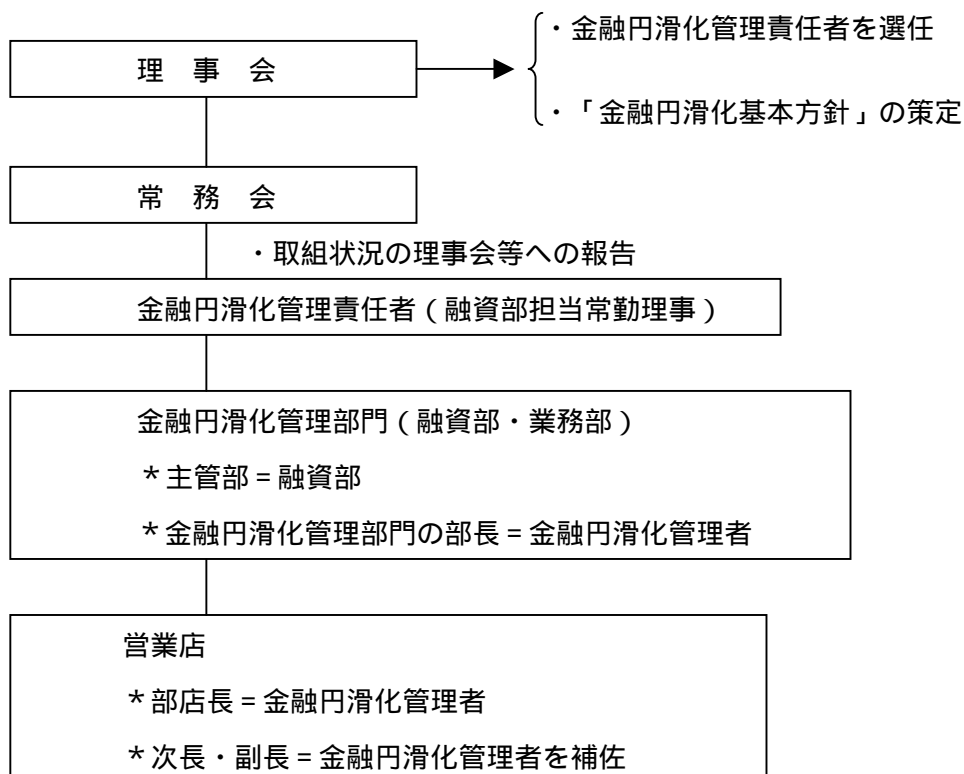 ・金融円滑化管理責任者を選任
理　事　会
・「金融円滑化基本方針」の策定
常　務　会
・取組状況の理事会等への報告
金融円滑化管理責任者（融資部担当常勤理事）
金融円滑化管理部門（融資部・業務部）
＊主管部＝融資部
＊金融円滑化管理部門の部長＝金融円滑化管理者
営業店
＊部店長＝金融円滑化管理者
＊次長・副長＝金融円滑化管理者を補佐